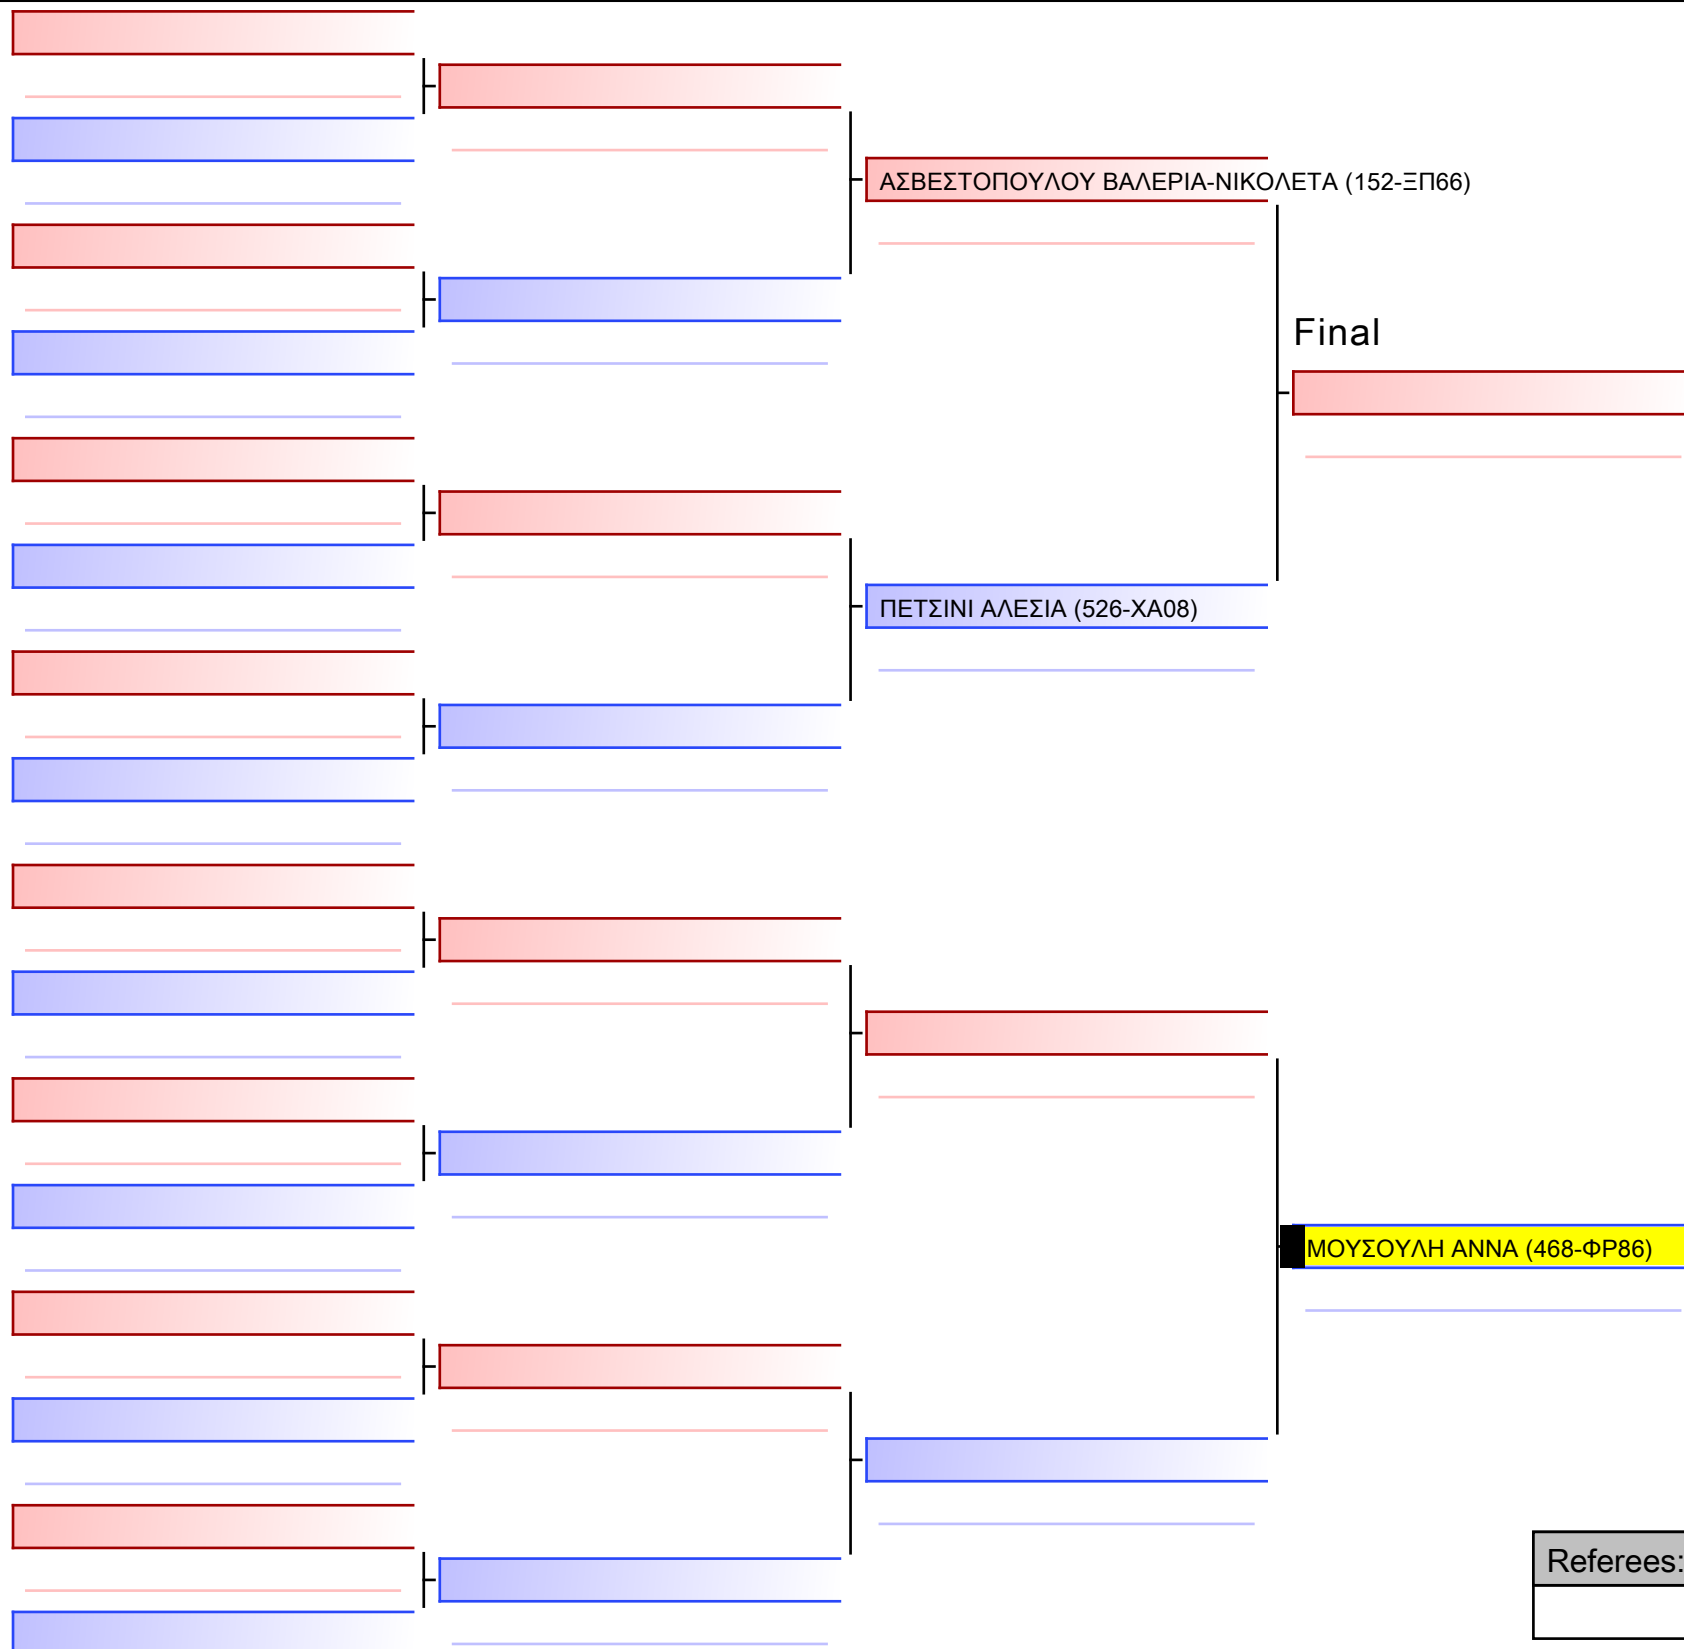 ΑΣΒΕΣΤΟΠΟΥΛΟΥ ΒΑΛΕΡΙΑ-ΝΙΚΟΛΕΤΑ (152-ΞΠ66)
Final
ΠΕΤΣΙΝΙ ΑΛΕΣΙΑ (526-ΧΑ08)
ΜΟΥΣΟΥΛΗ ΑΝΝΑ (468-ΦΡ86)
Referees: